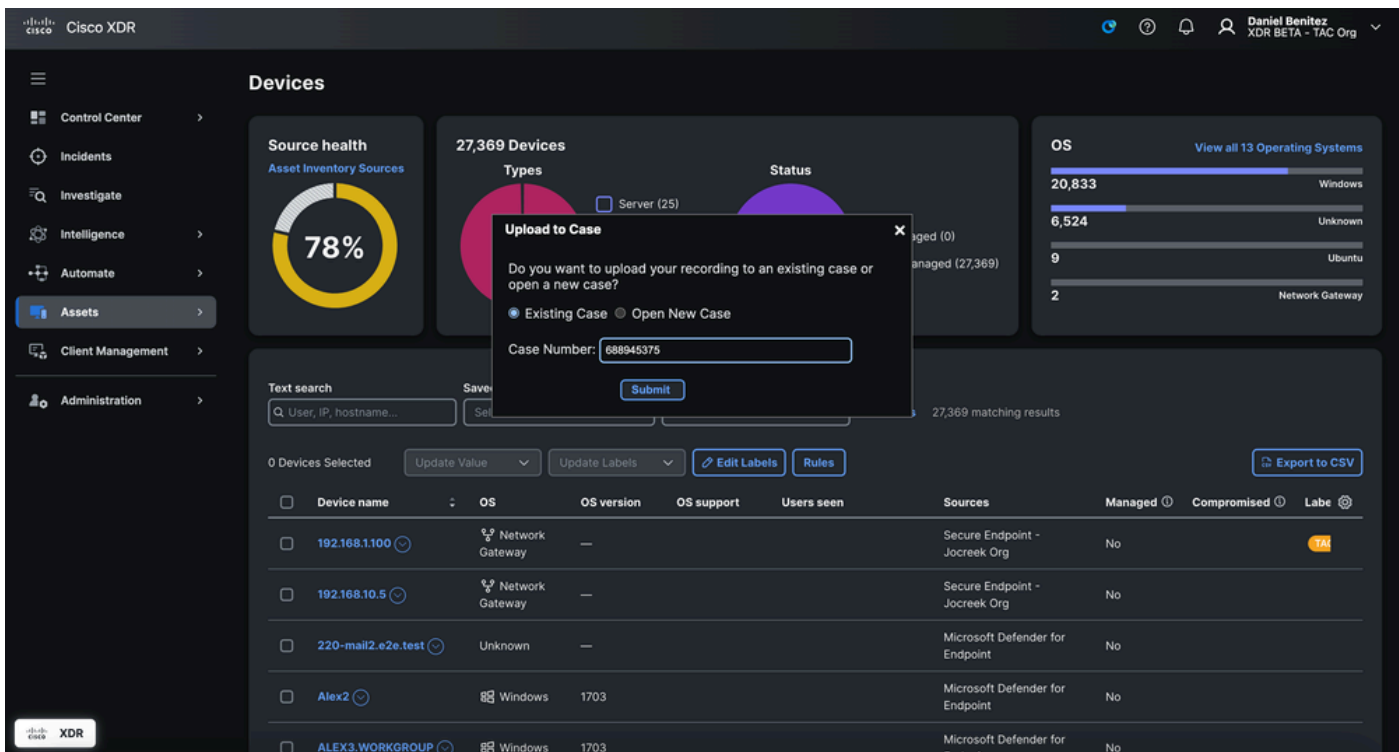 cisco Cisco XDR
Daniel Benitez
XDR BETA - TAC Org
Control Center
Incidents
Investigate
Intelligence
Automate
Assets
Client Management
Administration
Devices
Source health
Asset Inventory Sources
78%
27,369 Devices
Types
Server (25)
Status
aged (0)
anaged (27,369)
OS
View all 13 Operating Systems
20,833 Windows
6,524 Unknown
9 Ubuntu
2 Network Gateway
Upload to Case
Do you want to upload your recording to an existing case or
open a new case?
Existing Case Open New Case
Case Number: 688945375
Submit
Text search
User, IP, hostname...
Save
Sel
27,369 matching results
0 Devices Selected Update Value Update Labels Edit Labels Rules Export to CSV
Device name OS OS version OS support Users seen Sources Managed Compromised Labe
192.168.1.100 Network Gateway — Secure Endpoint - Jocreek Org No TAC
192.168.10.5 Network Gateway — Secure Endpoint - Jocreek Org No
220-mail2.e2e.test Unknown — Microsoft Defender for Endpoint No
Alex2 Windows 1703 Microsoft Defender for Endpoint No
ALEX3.WORKGROUP Windows 1703 Microsoft Defender for No
cisco XDR